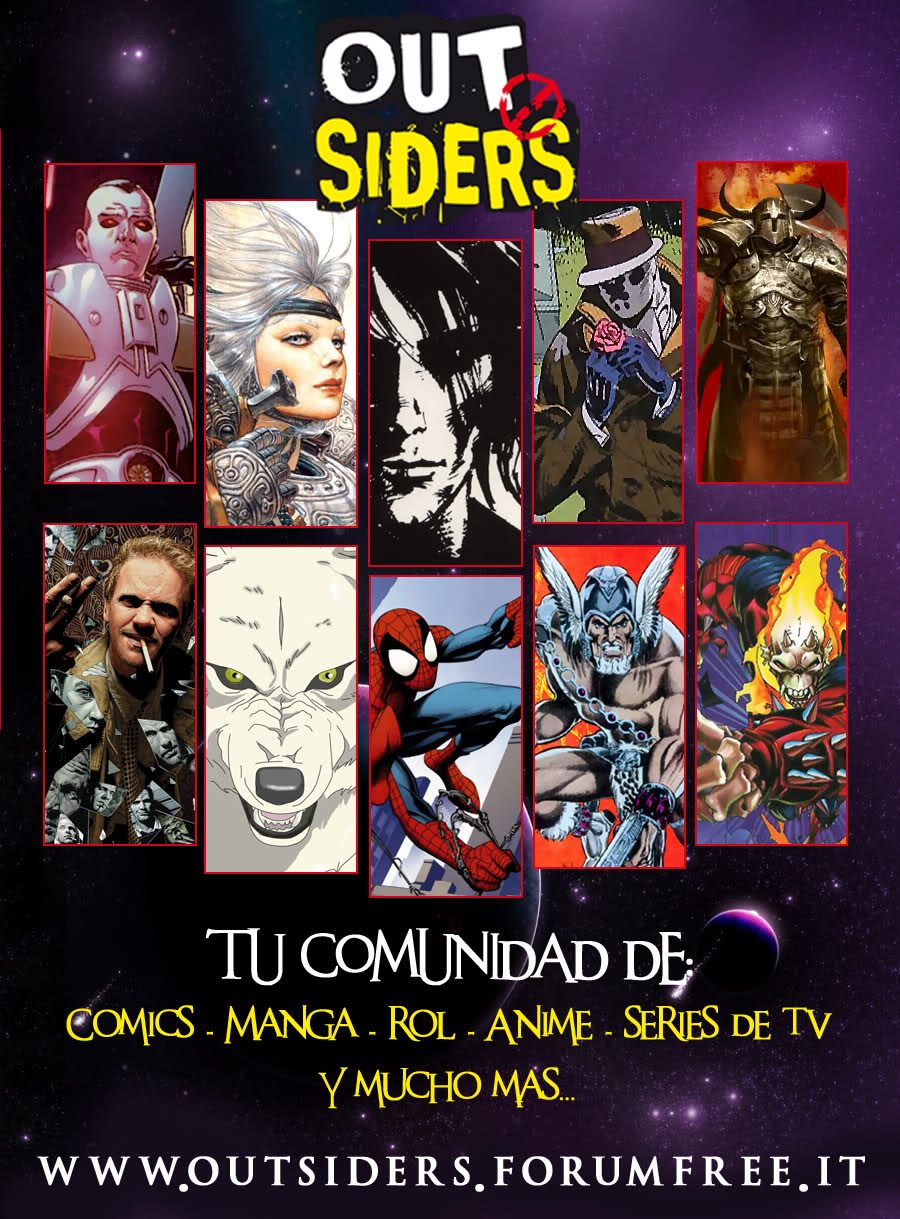 OUT
SIDERS
TU COMUNIDAD DE:
COMICS - MANGA - ROL - ANIME - SERIES DE TV
Y MUCHO MAS...
WWW.OUTSIDERS.FORUMFREE.IT